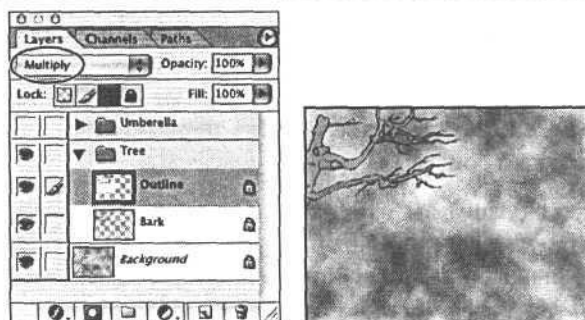 Layers Channels Paths
Multiply Opacity: 100%
Lock: Fill: 100%
Umberella
Tree
Outline
Bark
Background